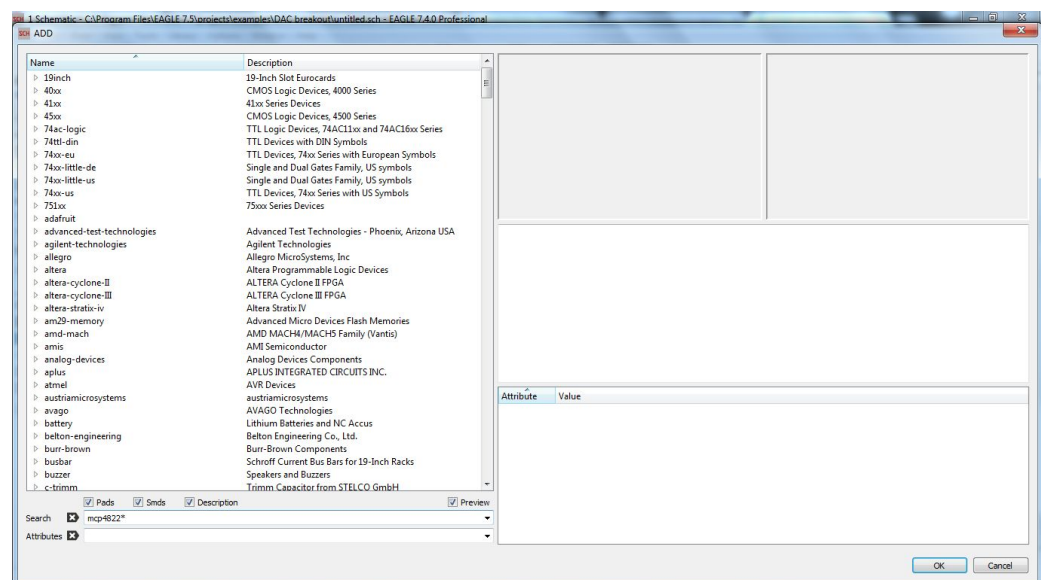 1 Schematic - C:\Program Files\EAGLE 7.5\projects\examples\DAC breakout\untitled.sch - EAGLE 7.4.0 Professional
SCH ADD
Name Description
19inch 19-Inch Slot Eurocards
40xx CMOS Logic Devices, 4000 Series
41xx 41xx Series Devices
45xx CMOS Logic Devices, 4500 Series
74ac-logic TTL Logic Devices, 74AC11xx and 74AC16xx Series
74ttl-din TTL Devices with DIN Symbols
74xx-eu TTL Devices, 74xx Series with European Symbols
74xx-little-de Single and Dual Gates Family, US symbols
74xx-little-us Single and Dual Gates Family, US symbols
74xx-us TTL Devices, 74xx Series with US Symbols
751xx 75xxx Series Devices
adafruit
advanced-test-technologies Advanced Test Technologies - Phoenix, Arizona USA
agilent-technologies Agilent Technologies
allegro Allegro MicroSystems, Inc
altera Altera Programmable Logic Devices
altera-cyclone-II ALTERA Cyclone II FPGA
altera-cyclone-III ALTERA Cyclone III FPGA
altera-stratix-iv Altera Stratix IV
am29-memory Advanced Micro Devices Flash Memories
amd-mach AMD MACH4/MACH5 Family (Vantis)
amis AMI Semiconductor
analog-devices Analog Devices Components
aplus APLUS INTEGRATED CIRCUITS INC.
atmel AVR Devices
austriamicrosystems austriamicrosystems
avago AVAGO Technologies
battery Lithium Batteries and NC Accus
belton-engineering Belton Engineering Co., Ltd.
burr-brown Burr-Brown Components
busbar Schroff Current Bus Bars for 19-Inch Racks
buzzer Speakers and Buzzers
c-trimm Trimm Capacitor from STELCO GmbH
Attribute Value
Pads Smds Description Preview
Search mcp4822*
Attributes
OK Cancel